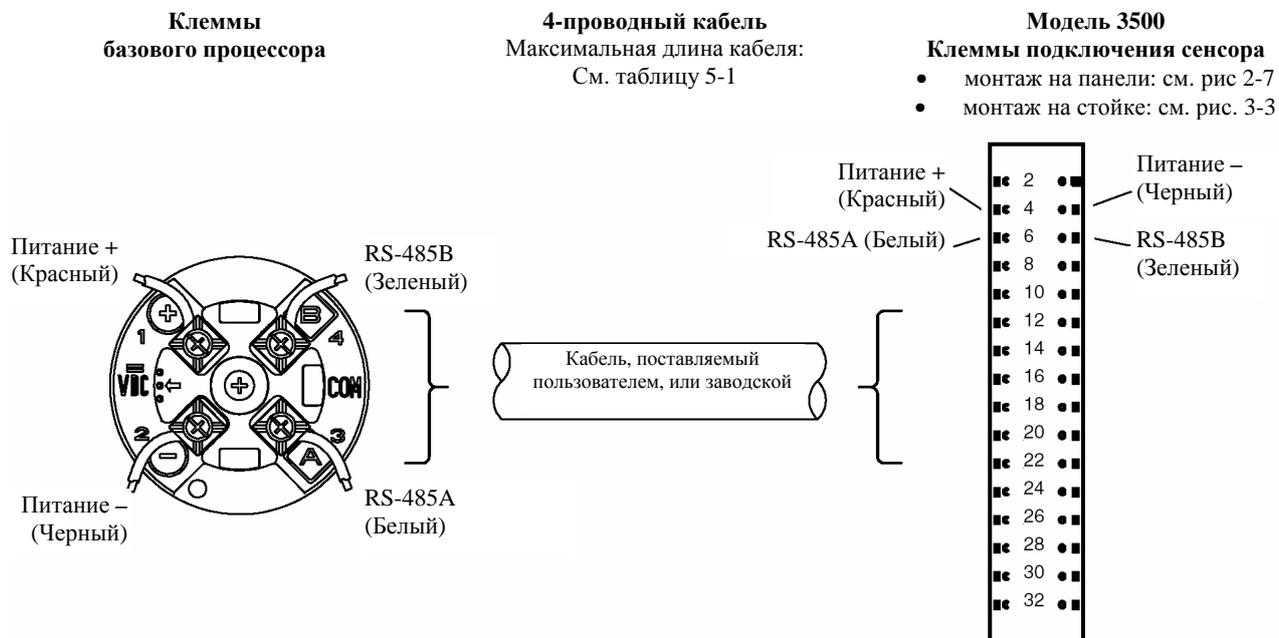 Клеммы
базового процессора
4-проводный кабель
Максимальная длина кабеля:
См. таблицу 5-1
Модель 3500
Клеммы подключения сенсора
• монтаж на панели: см. рис 2-7
• монтаж на стойке: см. рис. 3-3
Питание +
(Красный)
RS-485B
(Зеленый)
+
B
1
4
VDC
+
COM
2
3
−
A
Питание –
(Черный)
RS-485A
(Белый)
Кабель, поставляемый
пользователем, или заводской
Питание +
(Красный)
RS-485A (Белый)
Питание –
(Черный)
RS-485B
(Зеленый)
2
4
6
8
10
12
14
16
18
20
22
24
26
28
30
32